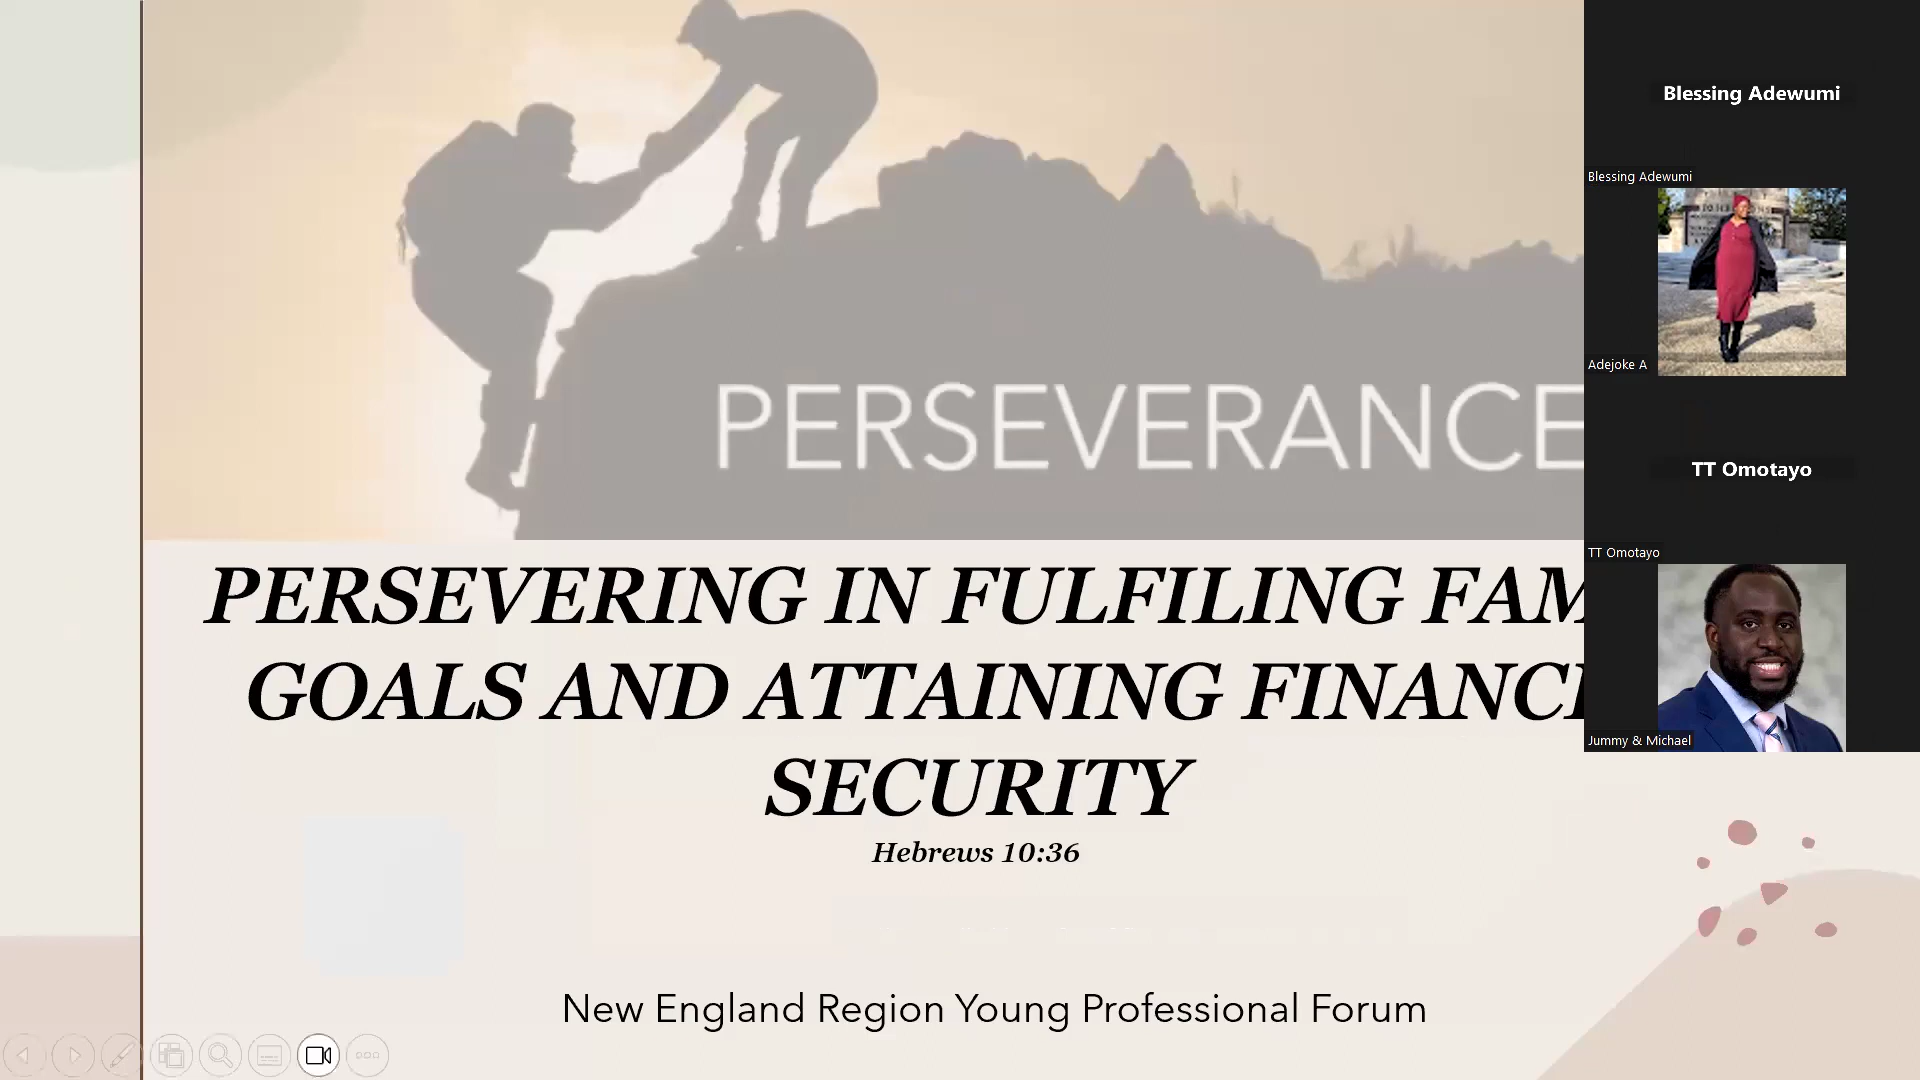 PERSEVERANCE
PERSEVERING IN FULFILING FAM
GOALS AND ATTAINING FINANCI
SECURITY
Hebrews 10:36
New England Region Young Professional Forum
Blessing Adewumi
Blessing Adewumi
Adejoke A
TT Omotayo
TT Omotayo
Jummy & Michael